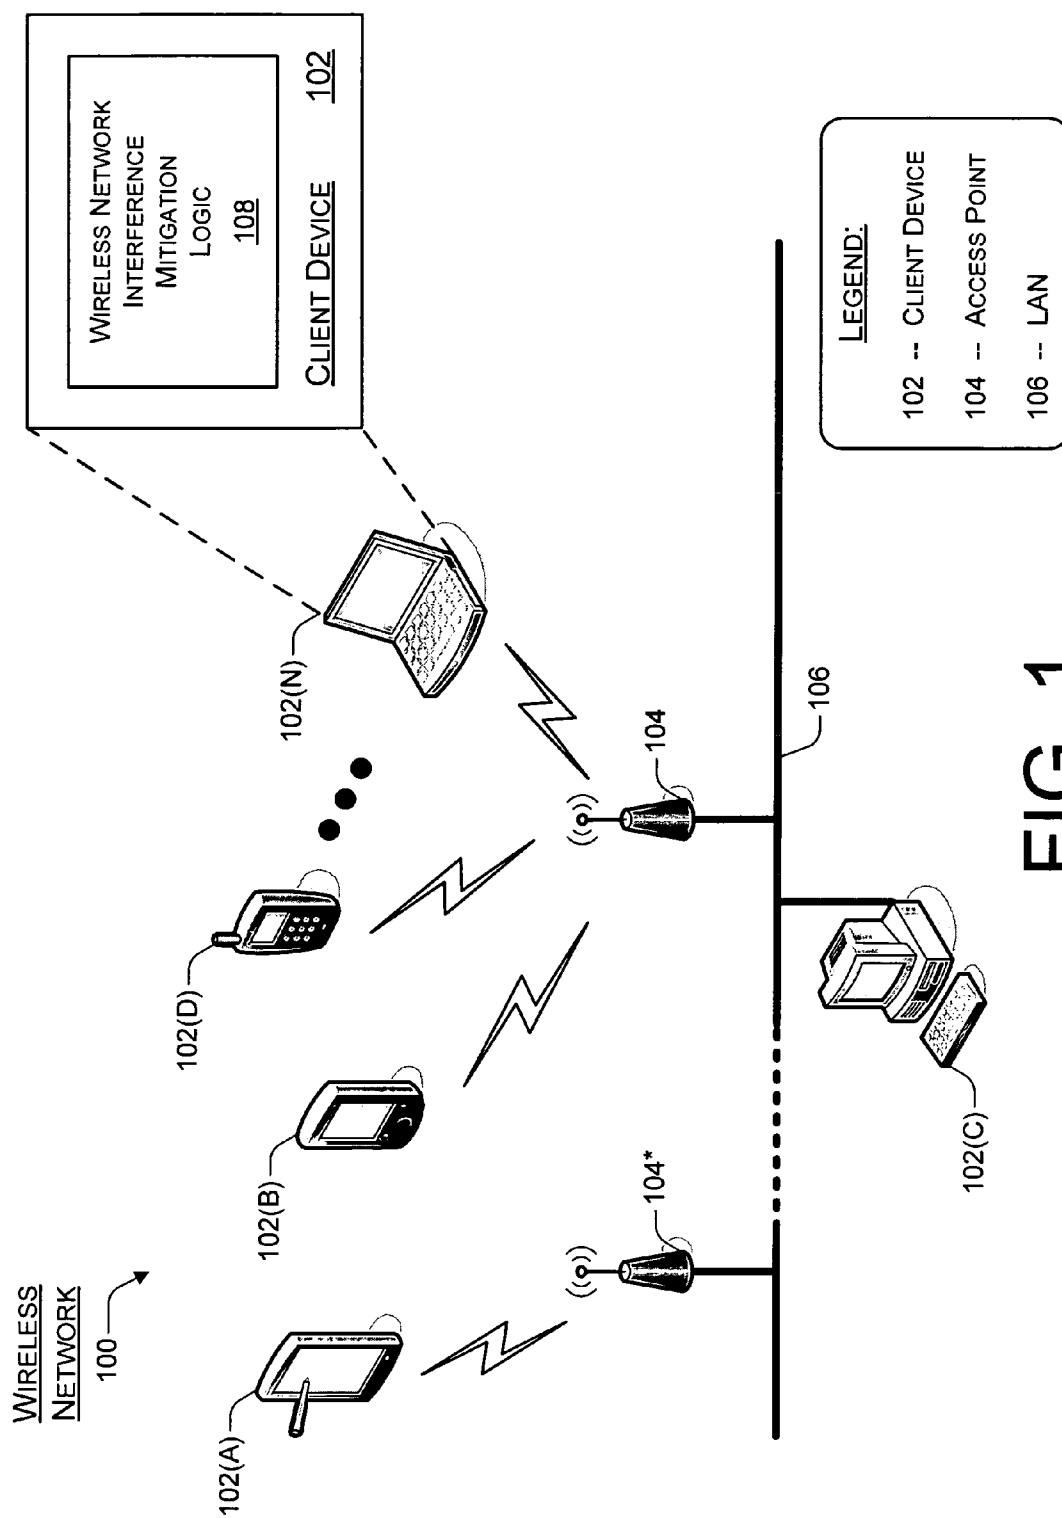 WIRELESS
NETWORK
100
102(A)
102(B)
102(D)
102(N)
WIRELESS NETWORK
INTERFERENCE
MITIGATION
LOGIC
108
CLIENT DEVICE 102
104*
104
106
102(C)
LEGEND:
102 -- CLIENT DEVICE
104 -- ACCESS POINT
106 -- LAN
FIG. 1